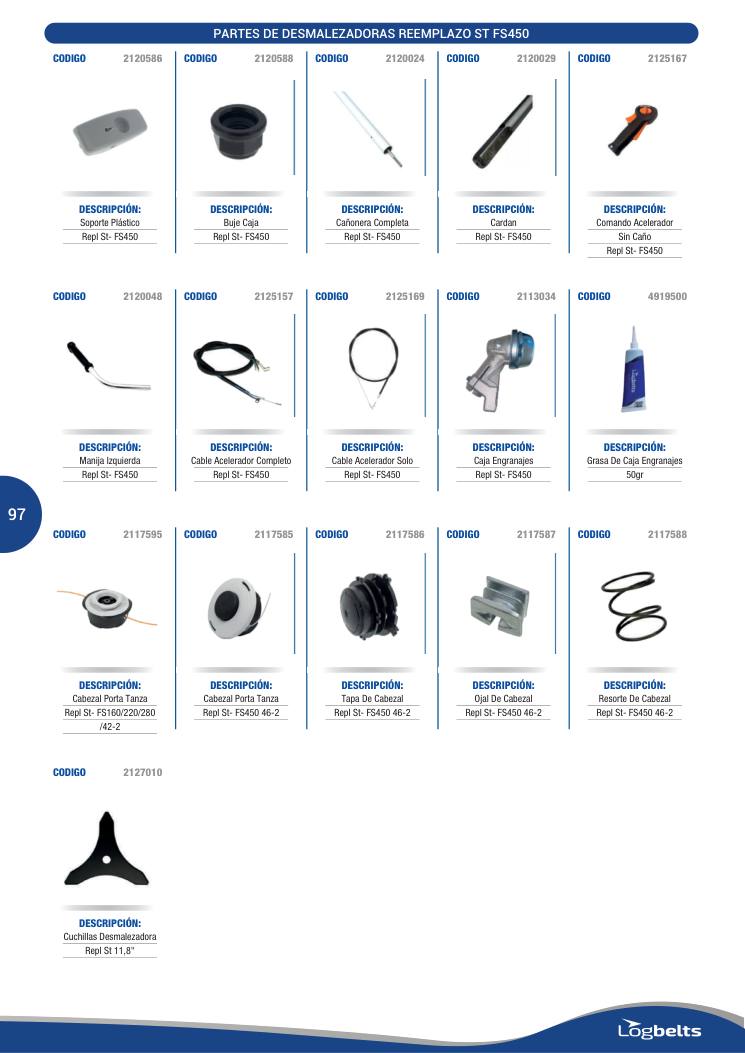 PARTES DE DESMALEZADORAS REEMPLAZO ST FS450
CODIGO 2120586
DESCRIPCIÓN:
Soporte Plástico
Repl St- FS450
CODIGO 2120588
DESCRIPCIÓN:
Buje Caja
Repl St- FS450
CODIGO 2120024
DESCRIPCIÓN:
Cañonera Completa
Repl St- FS450
CODIGO 2120029
DESCRIPCIÓN:
Cardan
Repl St- FS450
CODIGO 2125167
DESCRIPCIÓN:
Comando Acelerador
Sin Caño
Repl St- FS450
CODIGO 2120048
DESCRIPCIÓN:
Manija Izquierda
Repl St- FS450
CODIGO 2125157
DESCRIPCIÓN:
Cable Acelerador Completo
Repl St- FS450
CODIGO 2125169
DESCRIPCIÓN:
Cable Acelerador Solo
Repl St- FS450
CODIGO 2113034
DESCRIPCIÓN:
Caja Engranajes
Repl St- FS450
CODIGO 4919500
Logbelts
DESCRIPCIÓN:
Grasa De Caja Engranajes
50gr
97
CODIGO 2117595
DESCRIPCIÓN:
Cabezal Porta Tanza
Repl St- FS160/220/280
/42-2
CODIGO 2117585
DESCRIPCIÓN:
Cabezal Porta Tanza
Repl St- FS450 46-2
CODIGO 2117586
DESCRIPCIÓN:
Tapa De Cabezal
Repl St- FS450 46-2
CODIGO 2117587
DESCRIPCIÓN:
Ojal De Cabezal
Repl St- FS450 46-2
CODIGO 2117588
DESCRIPCIÓN:
Resorte De Cabezal
Repl St- FS450 46-2
CODIGO 2127010
DESCRIPCIÓN:
Cuchillas Desmalezadora
Repl St 11,8"
Logbelts